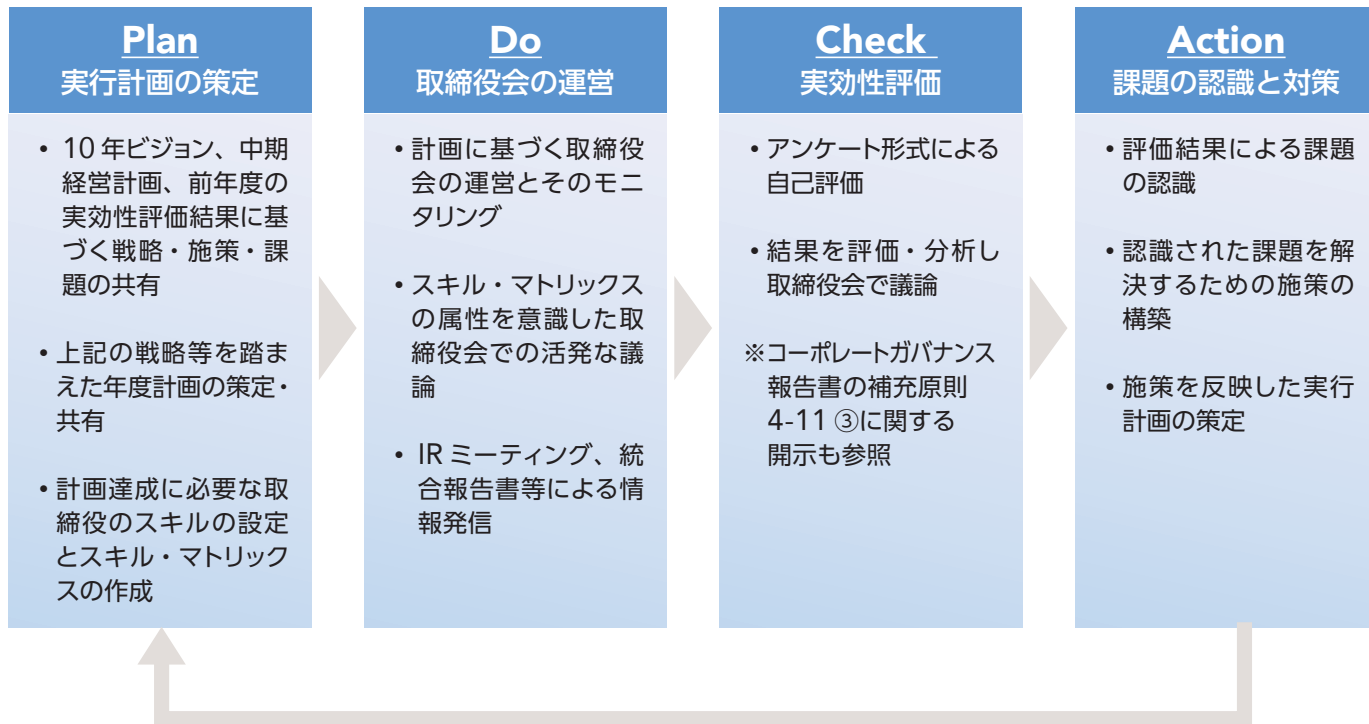 Plan
実行計画の策定
• 10 年ビジョン、中期
経営計画、前年度の
実効性評価結果に基
づく戦略・施策・課
題の共有
• 上記の戦略等を踏ま
えた年度計画の策定・
共有
• 計画達成に必要な取
締役のスキルの設定
とスキル・マトリック
スの作成
Do
取締役会の運営
• 計画に基づく取締役
会の運営とそのモニ
タリング
• スキル・マトリックス
の属性を意識した取
締役会での活発な議
論
• IR ミーティング、統
合報告書等による情
報発信
Check
実効性評価
• アンケート形式による
自己評価
• 結果を評価・分析し
取締役会で議論
※コーポレートガバナンス
報告書の補充原則
4-11 ③に関する
開示も参照
Action
課題の認識と対策
• 評価結果による課題
の認識
• 認識された課題を解
決するための施策の
構築
• 施策を反映した実行
計画の策定